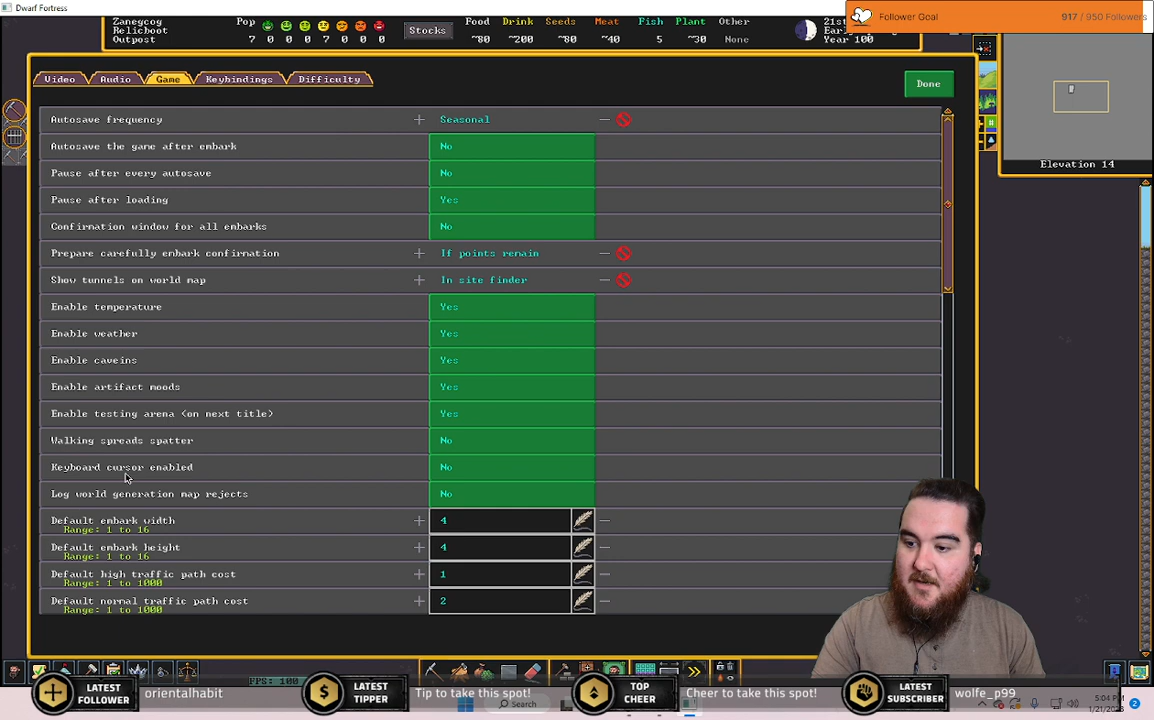 Dwarf Fortress
Zanegcog
Relicboot
Outpost
Pop
7 0 0 0 7 0 0 0
Stocks
Food Drink Seeds Meat Fish Plant Other
~80 ~200 ~80 ~80 5 ~30 None
21st
Year 100
Follower Goal
917 / 950 Followers
Elevation 14
Video
Audio
Game
Keybindings
Difficulty
Done
Autosave frequency + Seasonal —
Autosave the game after embark No
Pause after every autosave No
Pause after loading Yes
Confirmation window for all embarks No
Prepare carefully embark confirmation + If points remain —
Show tunnels on world map + In site finder —
Enable temperature Yes
Enable weather Yes
Enable caveins Yes
Enable artifact moods Yes
Enable testing arena (on next title) Yes
Walking spreads spatter No
Keyboard cursor enabled No
Log world generation map rejects No
Default embark width + 4 —
Range: 1 to 16
Default embark height + 4 —
Range: 1 to 16
Default high traffic path cost + 1 —
Range: 1 to 1000
Default normal traffic path cost + 2 —
Range: 1 to 1000
FPS: 100
LATEST
FOLLOWER
orientalhabit
LATEST
TIPPER
Tip to take this spot!
Search
TOP
CHEER
Cheer to take this spot!
LATEST
SUBSCRIBER
wolfe_p99
5:04 PM
2